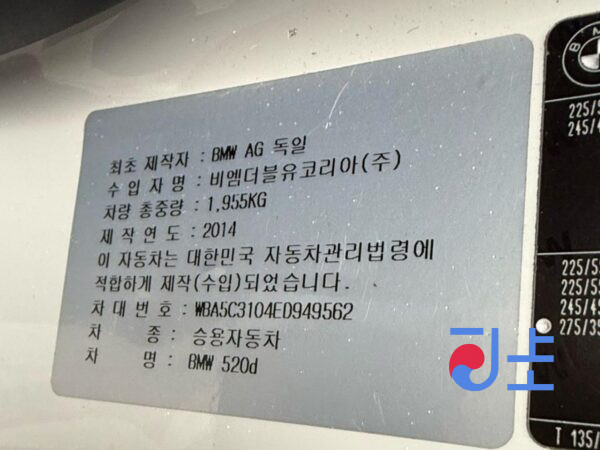 최초 제작자 : BMW AG 독일
수 입 자 명 : 비엠더블유코리아(주)
차량 총중량 : 1,955KG
제 작 연 도 : 2014
이 자동차는 대한민국 자동차관리법령에
적합하게 제작(수입)되었습니다.
차 대 번 호 : WBA5C3104ED949562
차 종 : 승용자동차
차 명 : BMW 520d
225/5
245/4
225/5
225/5
245/4
275/35
T 135/